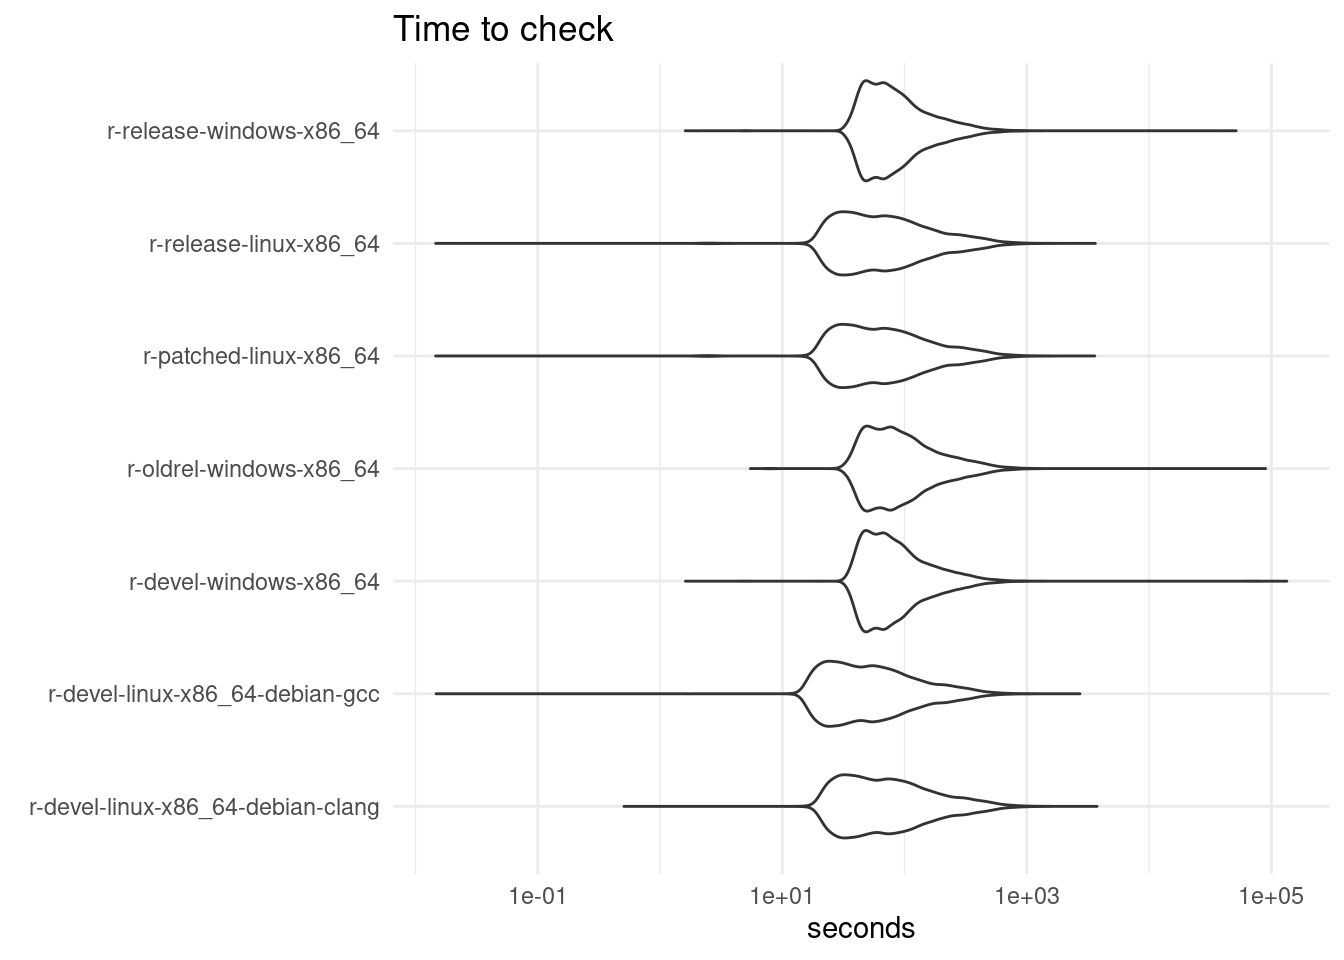 Time to check
r-release-windows-x86_64
r-release-linux-x86_64
r-patched-linux-x86_64
r-oldrel-windows-x86_64
r-devel-windows-x86_64
r-devel-linux-x86_64-debian-gcc
r-devel-linux-x86_64-debian-clang
1e-01 1e+01 1e+03 1e+05
seconds